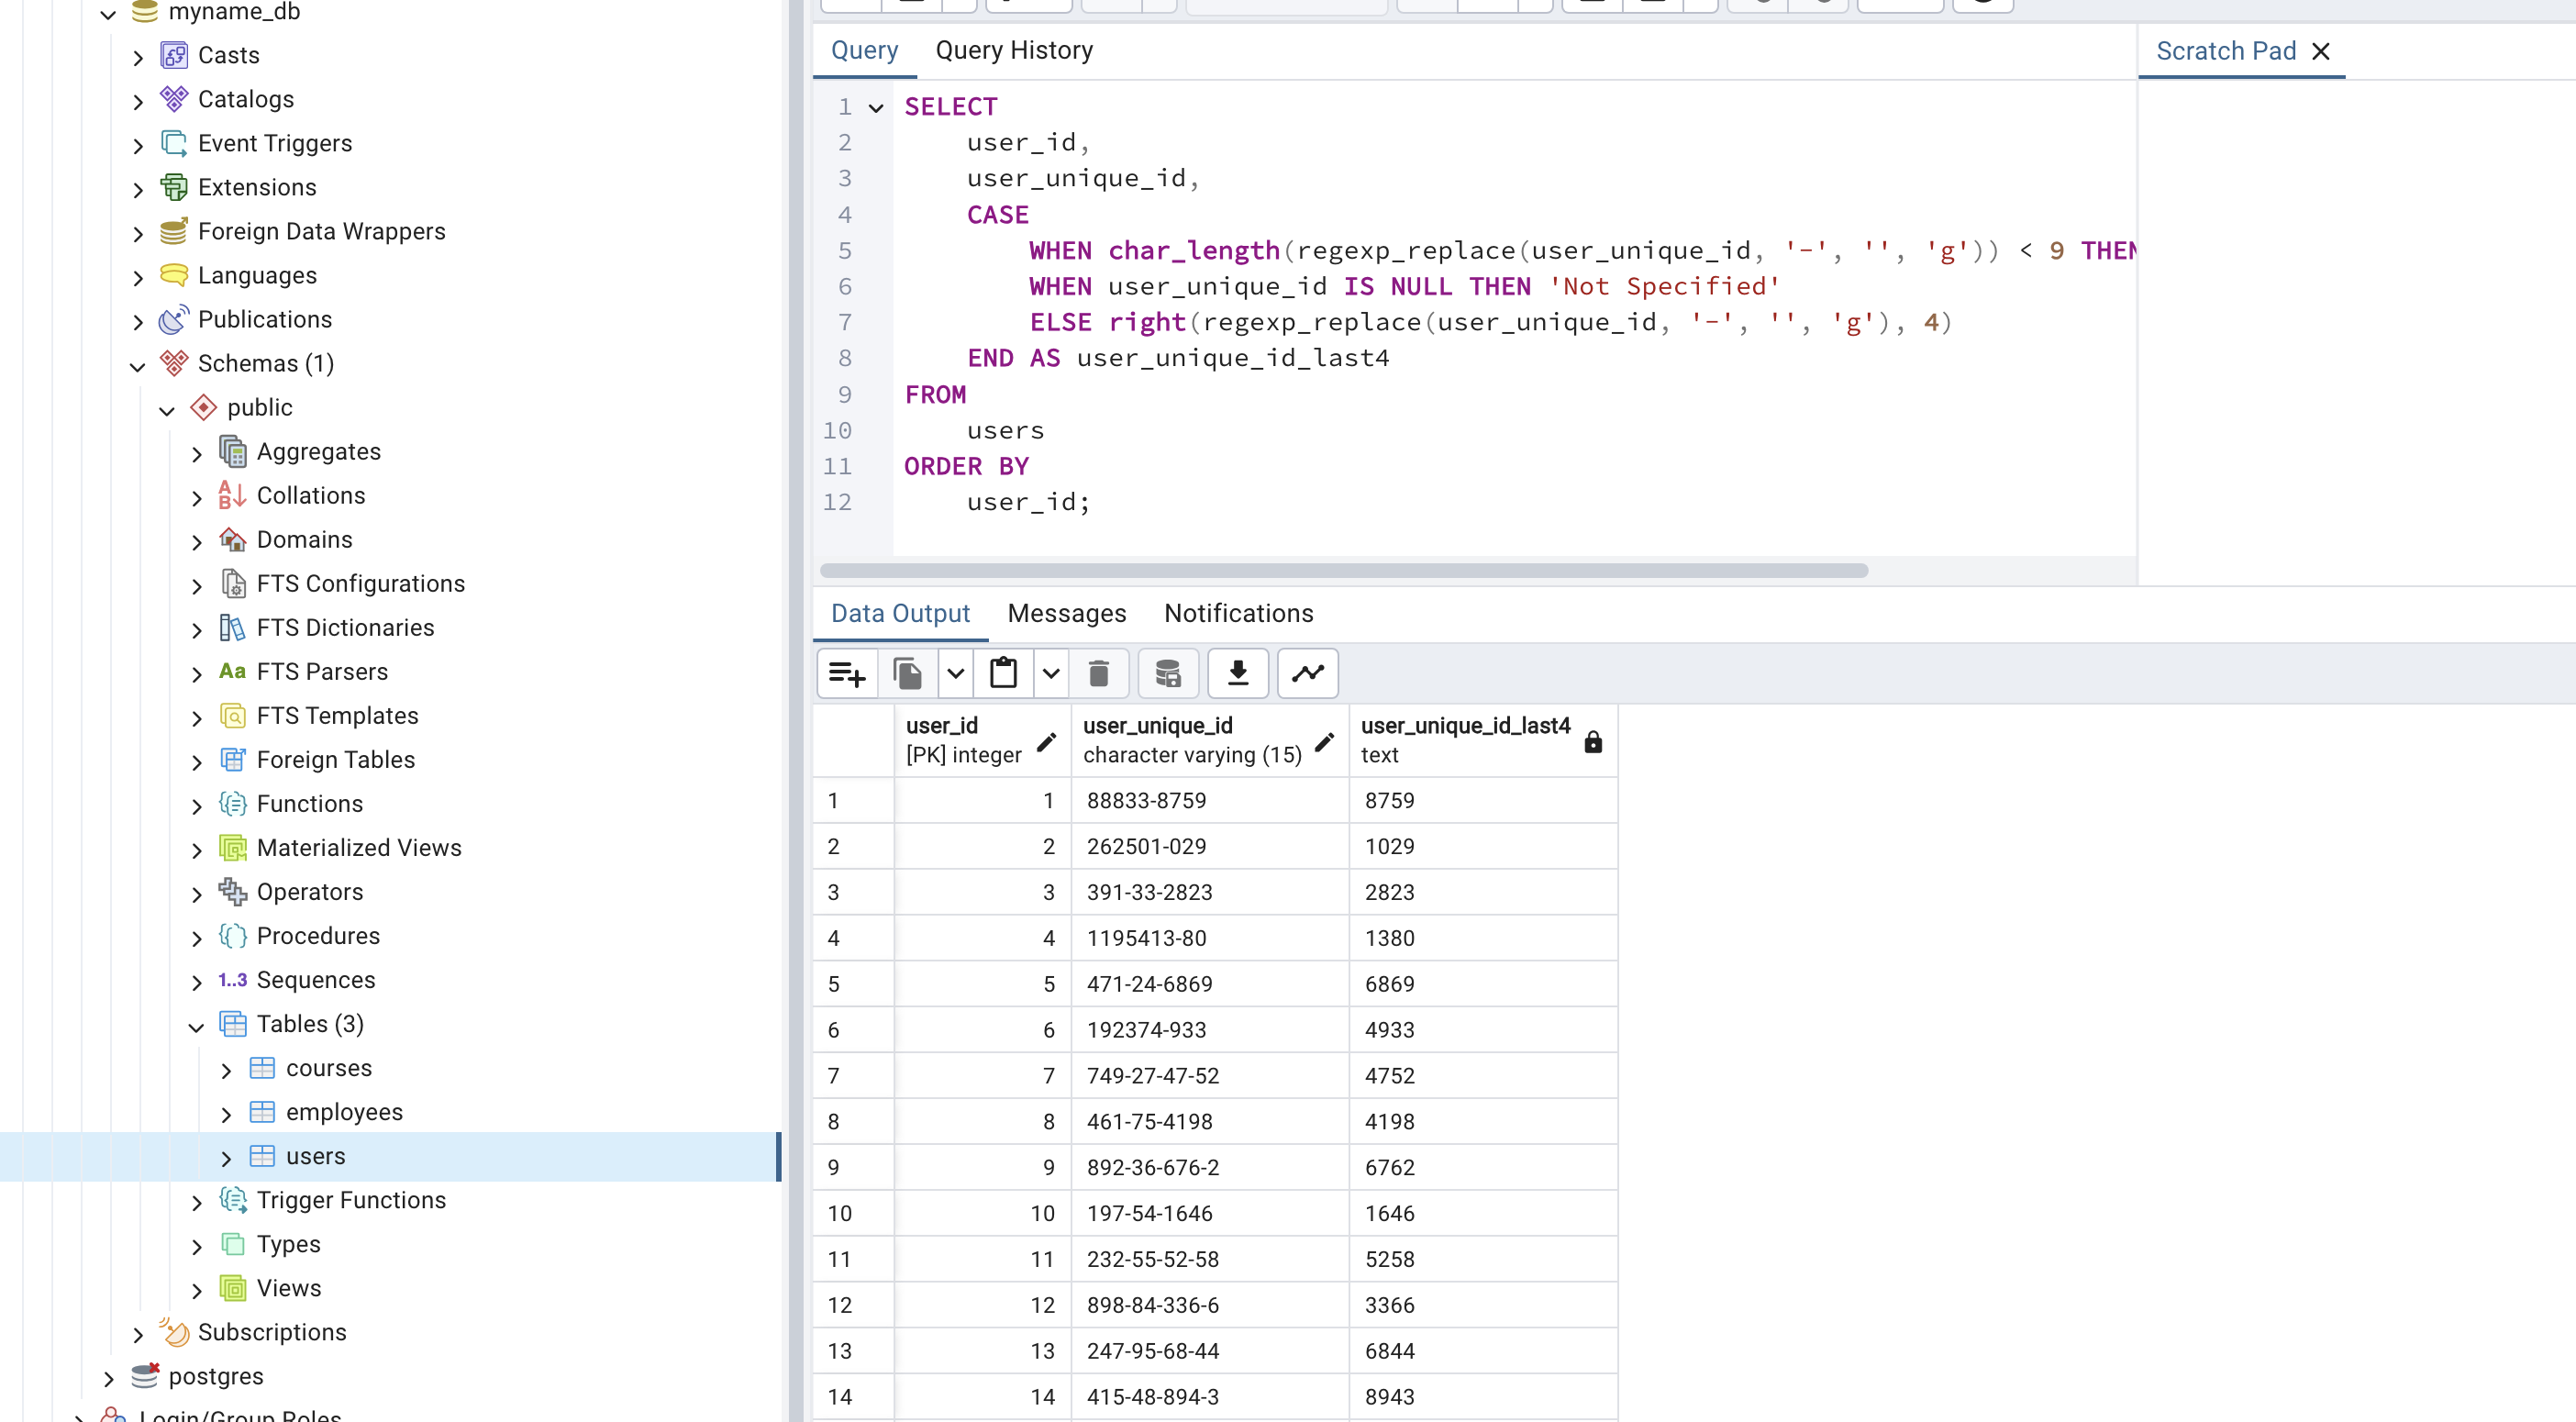 myname_db
Casts
Catalogs
Event Triggers
Extensions
Foreign Data Wrappers
Languages
Publications
Schemas (1)
public
Aggregates
Collations
Domains
FTS Configurations
FTS Dictionaries
Aa FTS Parsers
FTS Templates
Foreign Tables
Functions
Materialized Views
Operators
Procedures
1..3 Sequences
Tables (3)
courses
employees
users
Trigger Functions
Types
Views
Subscriptions
postgres
Login/Group Roles
Query Query History
Scratch Pad
1 SELECT
2 user_id,
3 user_unique_id,
4 CASE
5 WHEN char_length(regexp_replace(user_unique_id, '-', '', 'g')) < 9 THEN
6 WHEN user_unique_id IS NULL THEN 'Not Specified'
7 ELSE right(regexp_replace(user_unique_id, '-', '', 'g'), 4)
8 END AS user_unique_id_last4
9 FROM
10 users
11 ORDER BY
12 user_id;
Data Output Messages Notifications
user_id user_unique_id user_unique_id_last4
[PK] integer character varying (15) text
1 1 88833-8759 8759
2 2 262501-029 1029
3 3 391-33-2823 2823
4 4 1195413-80 1380
5 5 471-24-6869 6869
6 6 192374-933 4933
7 7 749-27-47-52 4752
8 8 461-75-4198 4198
9 9 892-36-676-2 6762
10 10 197-54-1646 1646
11 11 232-55-52-58 5258
12 12 898-84-336-6 3366
13 13 247-95-68-44 6844
14 14 415-48-894-3 8943